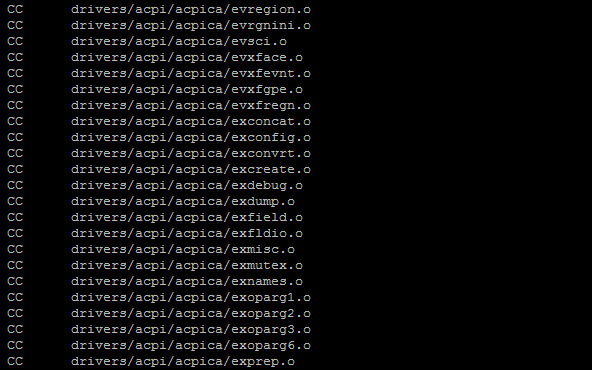 CC      drivers/acpi/acpica/evregion.o
CC      drivers/acpi/acpica/evrgnini.o
CC      drivers/acpi/acpica/evsci.o
CC      drivers/acpi/acpica/evxface.o
CC      drivers/acpi/acpica/evxfevnt.o
CC      drivers/acpi/acpica/evxfgpe.o
CC      drivers/acpi/acpica/evxfregn.o
CC      drivers/acpi/acpica/exconcat.o
CC      drivers/acpi/acpica/exconfig.o
CC      drivers/acpi/acpica/exconvrt.o
CC      drivers/acpi/acpica/excreate.o
CC      drivers/acpi/acpica/exdebug.o
CC      drivers/acpi/acpica/exdump.o
CC      drivers/acpi/acpica/exfield.o
CC      drivers/acpi/acpica/exfldio.o
CC      drivers/acpi/acpica/exmisc.o
CC      drivers/acpi/acpica/exmutex.o
CC      drivers/acpi/acpica/exnames.o
CC      drivers/acpi/acpica/exoparg1.o
CC      drivers/acpi/acpica/exoparg2.o
CC      drivers/acpi/acpica/exoparg3.o
CC      drivers/acpi/acpica/exoparg6.o
CC      drivers/acpi/acpica/exprep.o